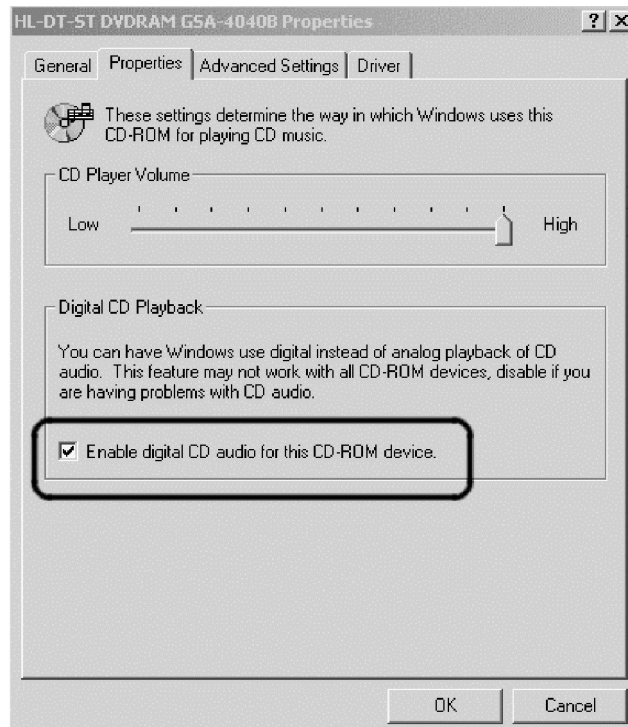 HL-DT-ST DVDRAM GSA-4040B Properties
General Properties Advanced Settings Driver
These settings determine the way in which Windows uses this
CD-ROM for playing CD music.
CD Player Volume
Low High
Digital CD Playback
You can have Windows use digital instead of analog playback of CD
audio. This feature may not work with all CD-ROM devices, disable if you
are having problems with CD audio.
Enable digital CD audio for this CD-ROM device.
OK Cancel